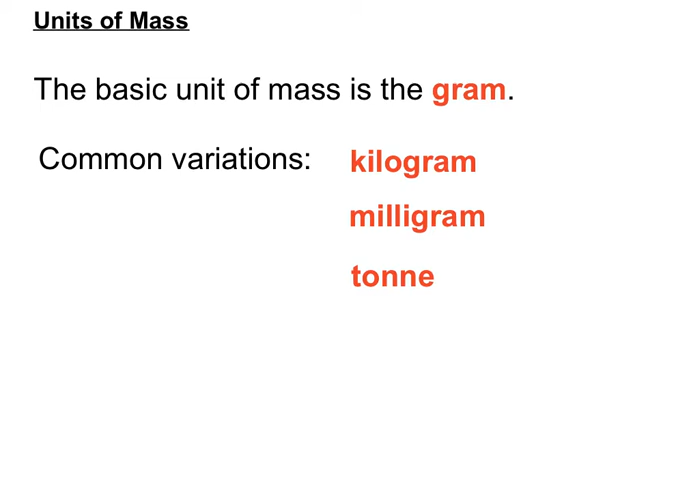 Units of Mass
The basic unit of mass is the gram.
Common variations: kilogram
milligram
tonne